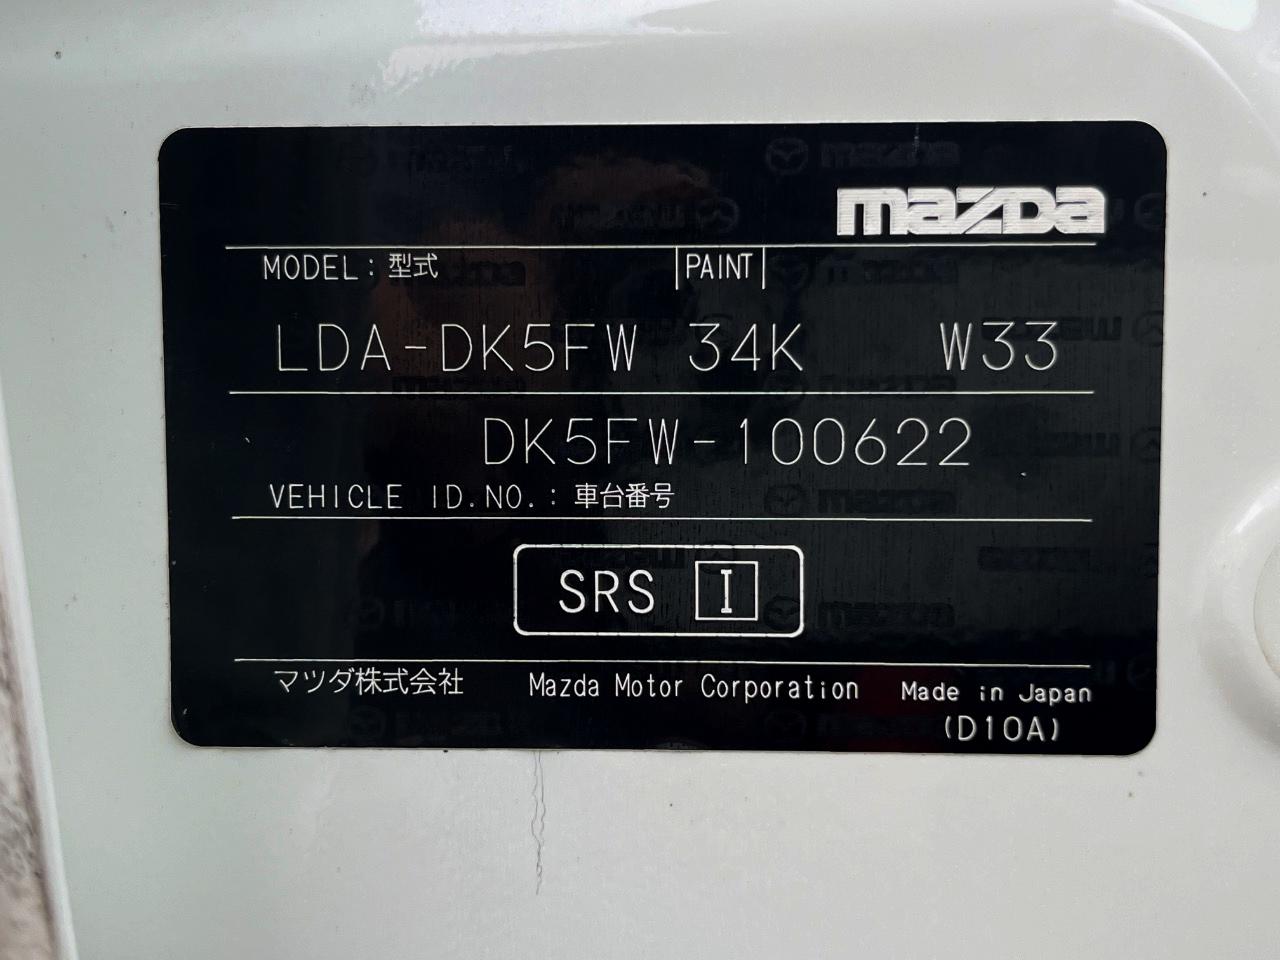 mazda
MODEL：型式 PAINT
LDA-DK5FW 34K W33
DK5FW-100622
VEHICLE ID.NO.：車台番号
SRS I
マツダ株式会社 Mazda Motor Corporation Made in Japan
(D10A)